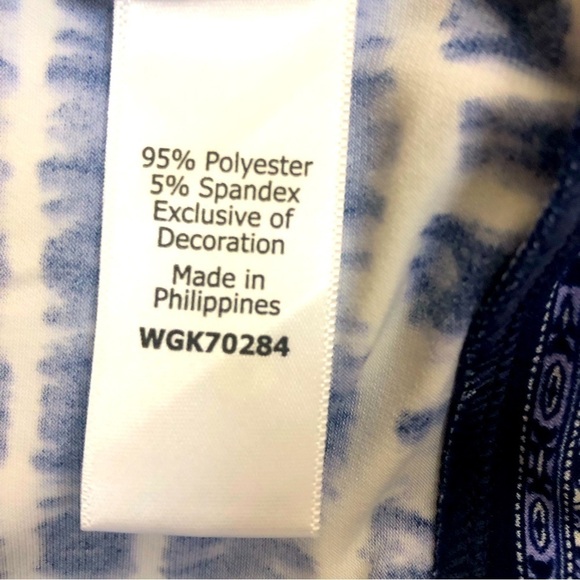 95% Polyester
5% Spandex
Exclusive of
Decoration
Made in
Philippines
WGK70284